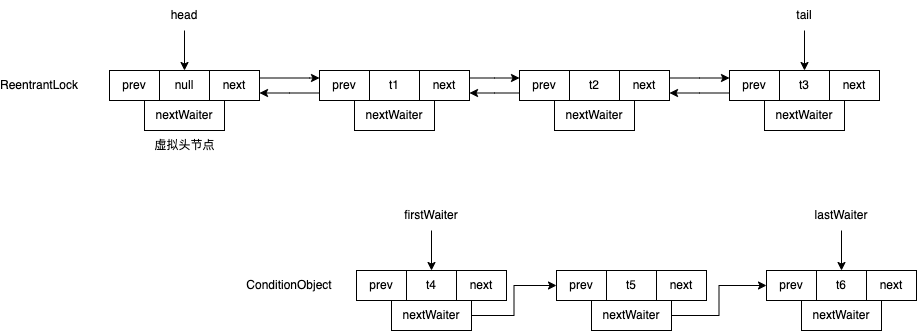 head
tail
ReentrantLock
prev null next
prev t1 next
prev t2 next
prev t3 next
nextWaiter
nextWaiter
nextWaiter
nextWaiter
虚拟头节点
firstWaiter
lastWaiter
ConditionObject
prev t4 next
prev t5 next
prev t6 next
nextWaiter
nextWaiter
nextWaiter